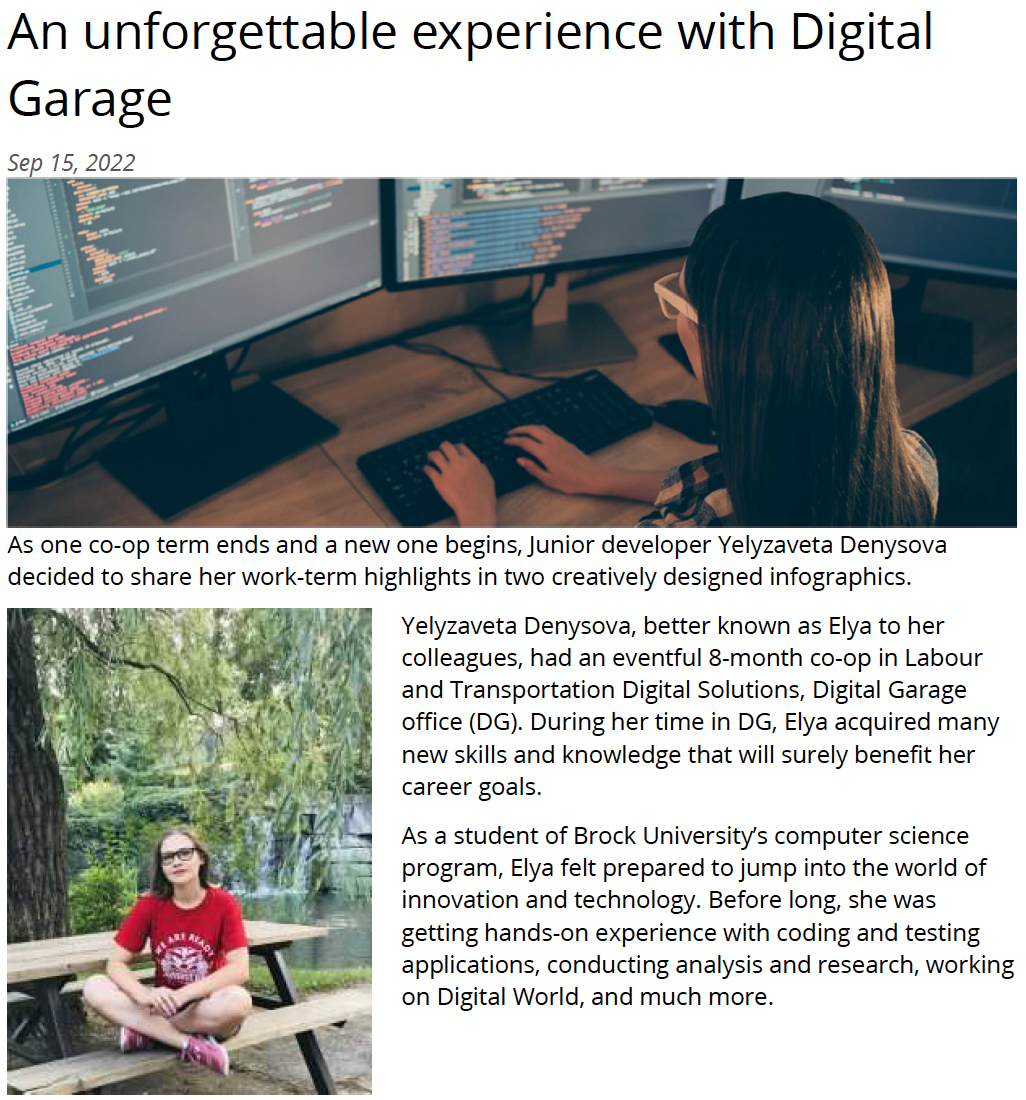 An unforgettable experience with Digital
Garage
Sep 15, 2022
As one co-op term ends and a new one begins, Junior developer Yelyzaveta Denysova
decided to share her work-term highlights in two creatively designed infographics.
Yelyzaveta Denysova, better known as Elya to her
colleagues, had an eventful 8-month co-op in Labour
and Transportation Digital Solutions, Digital Garage
office (DG). During her time in DG, Elya acquired many
new skills and knowledge that will surely benefit her
career goals.
As a student of Brock University’s computer science
program, Elya felt prepared to jump into the world of
innovation and technology. Before long, she was
getting hands-on experience with coding and testing
applications, conducting analysis and research, working
on Digital World, and much more.
WE ARE READY